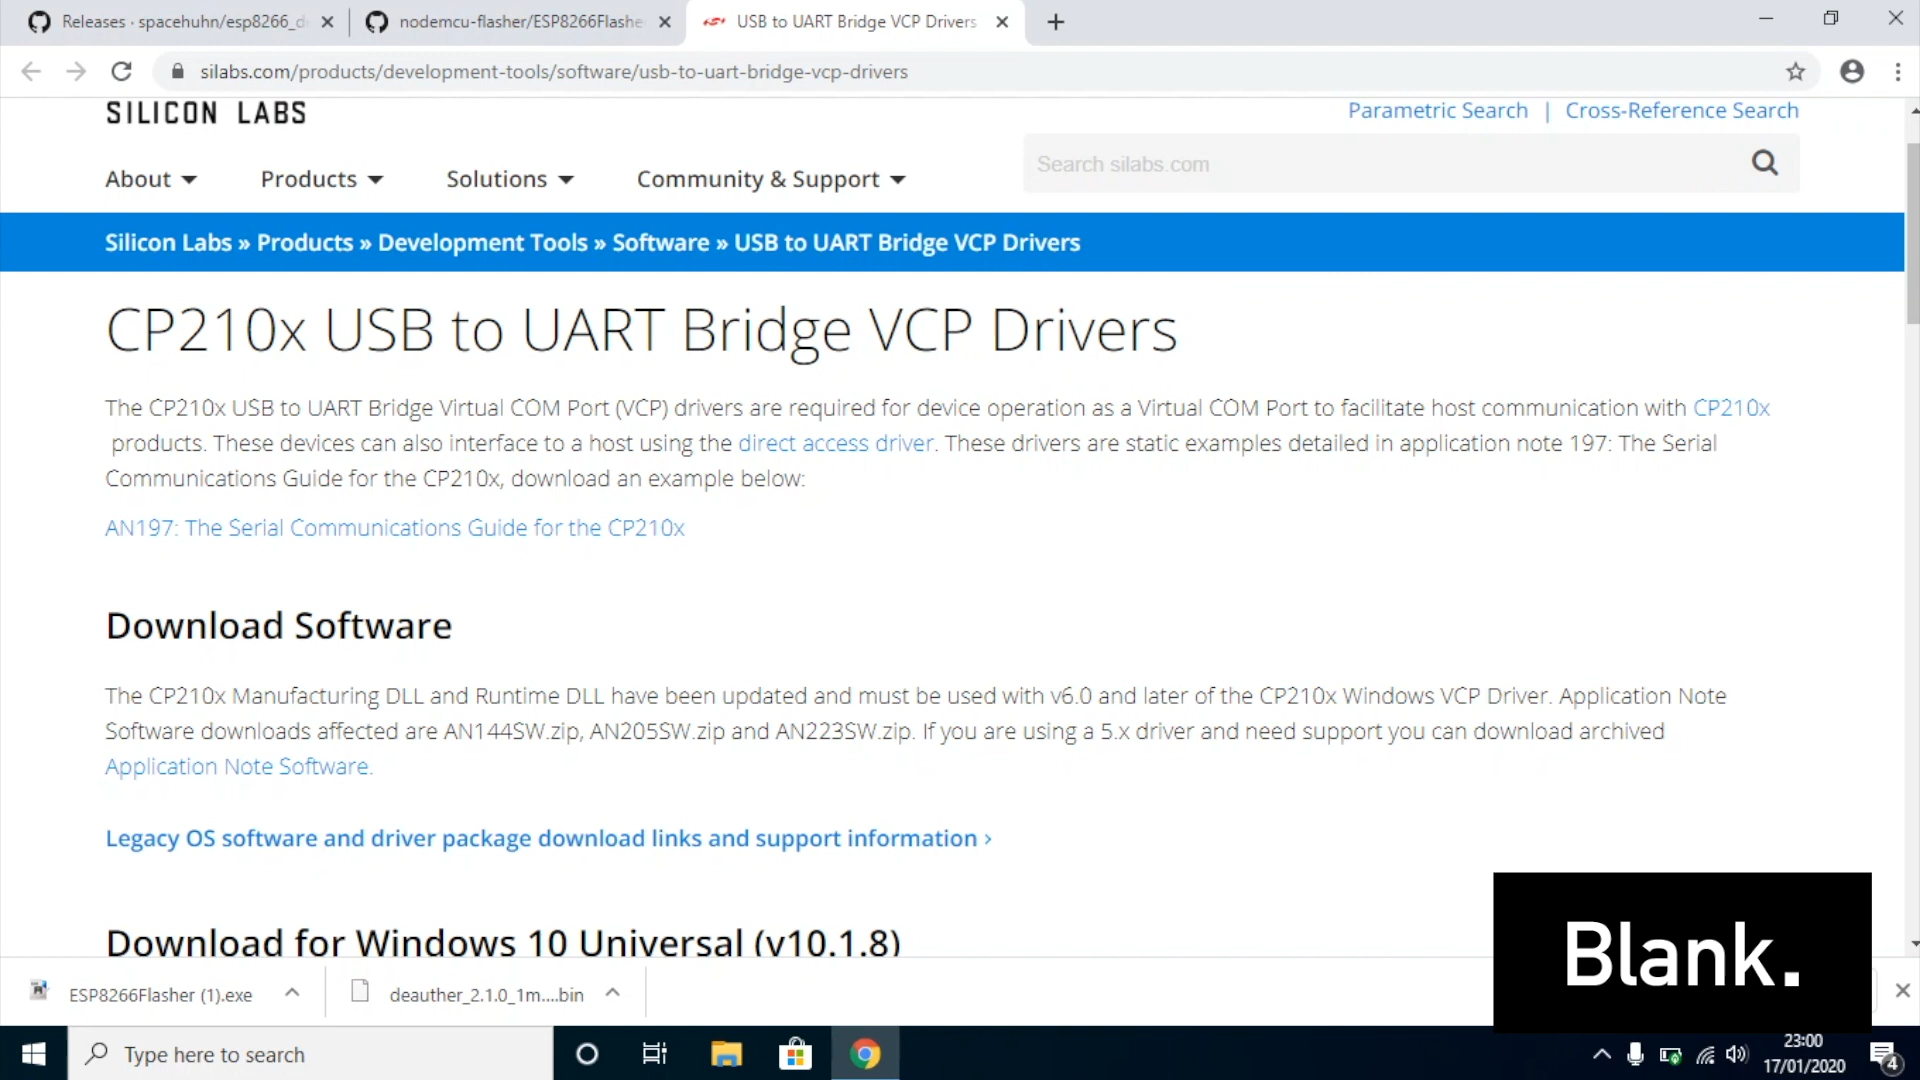 Releases · spacehuhn/esp8266_d
nodemcu-flasher/ESP8266Flashe
USB to UART Bridge VCP Drivers
silabs.com/products/development-tools/software/usb-to-uart-bridge-vcp-drivers
SILICON LABS
Parametric Search | Cross-Reference Search
About
Products
Solutions
Community & Support
Search silabs.com
Silicon Labs » Products » Development Tools » Software » USB to UART Bridge VCP Drivers
CP210x USB to UART Bridge VCP Drivers
The CP210x USB to UART Bridge Virtual COM Port (VCP) drivers are required for device operation as a Virtual COM Port to facilitate host communication with CP210x
products. These devices can also interface to a host using the direct access driver. These drivers are static examples detailed in application note 197: The Serial
Communications Guide for the CP210x, download an example below:
AN197: The Serial Communications Guide for the CP210x
Download Software
The CP210x Manufacturing DLL and Runtime DLL have been updated and must be used with v6.0 and later of the CP210x Windows VCP Driver. Application Note
Software downloads affected are AN144SW.zip, AN205SW.zip and AN223SW.zip. If you are using a 5.x driver and need support you can download archived
Application Note Software.
Legacy OS software and driver package download links and support information ›
Download for Windows 10 Universal (v10.1.8)
Blank.
ESP8266Flasher (1).exe
deauther_2.1.0_1m....bin
Type here to search
23:00
17/01/2020
4